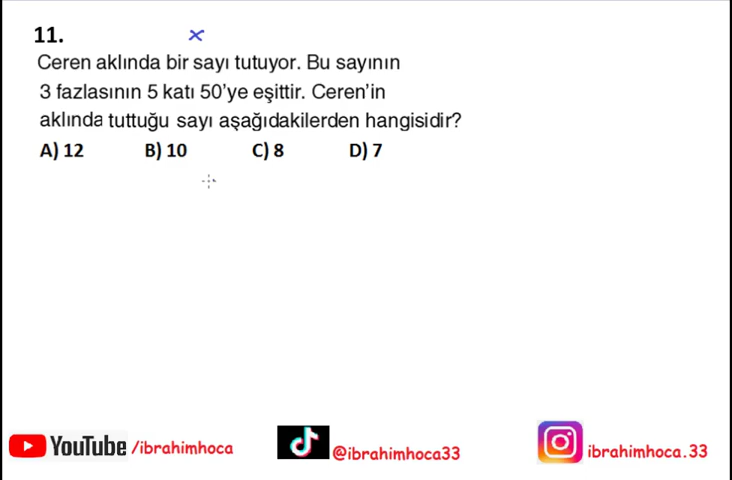 11.
x
Ceren aklında bir sayı tutuyor. Bu sayının
3 fazlasının 5 katı 50'ye eşittir. Ceren'in
aklında tuttuğu sayı aşağıdakilerden hangisidir?
A) 12 B) 10 C) 8 D) 7
YouTube /ibrahimhoca @ibrahimhoca33 ibrahimhoca.33